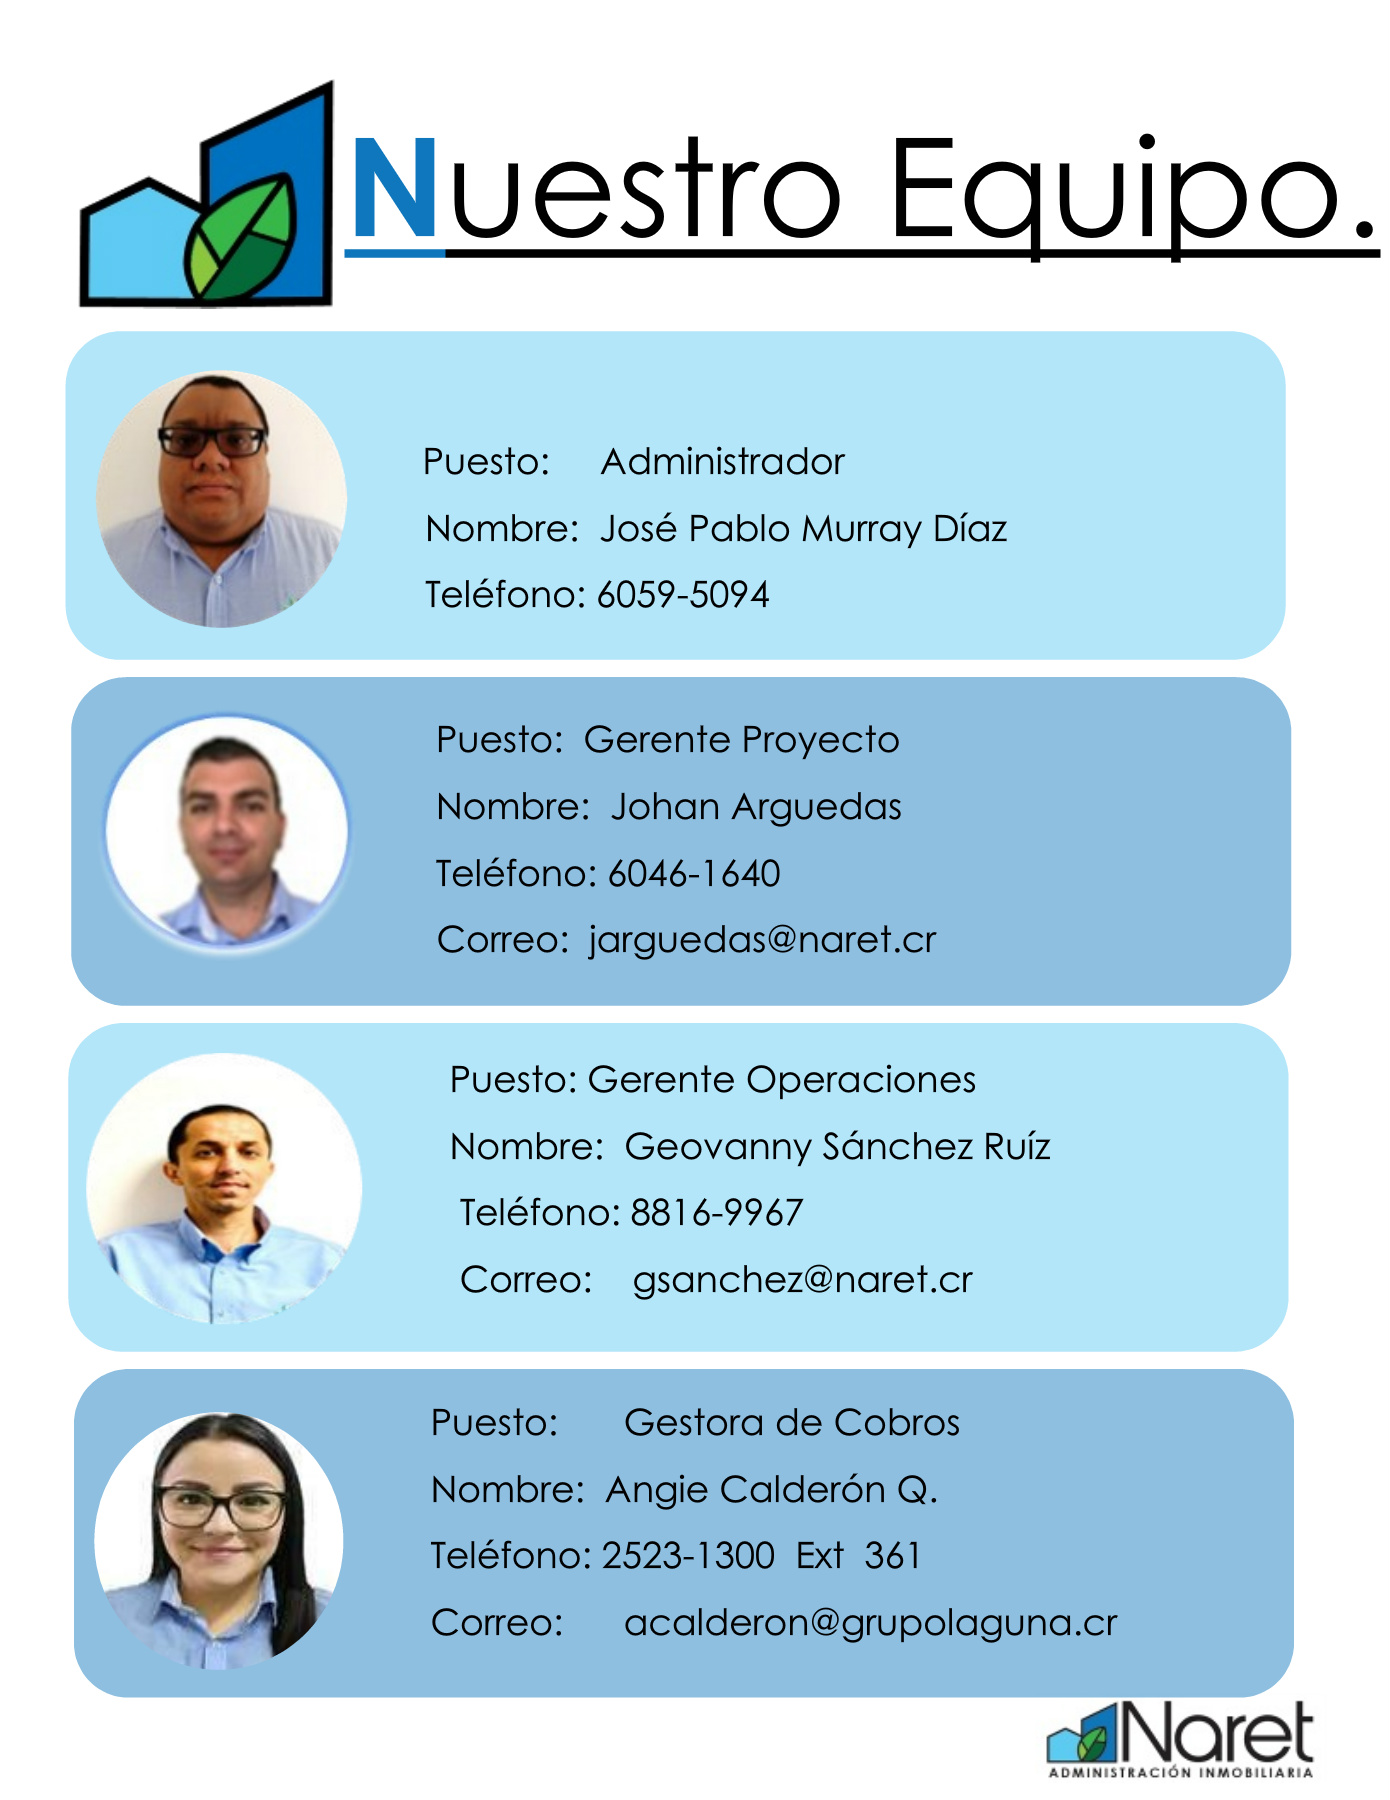 Nuestro Equipo.
Puesto: Administrador
Nombre: José Pablo Murray Díaz
Teléfono: 6059-5094
Puesto: Gerente Proyecto
Nombre: Johan Arguedas
Teléfono: 6046-1640
Correo: jarguedas@naret.cr
Puesto: Gerente Operaciones
Nombre: Geovanny Sánchez Ruíz
Teléfono: 8816-9967
Correo: gsanchez@naret.cr
Puesto: Gestora de Cobros
Nombre: Angie Calderón Q.
Teléfono: 2523-1300 Ext 361
Correo: acalderon@grupolaguna.cr
Naret
ADMINISTRACIÓN INMOBILIARIA